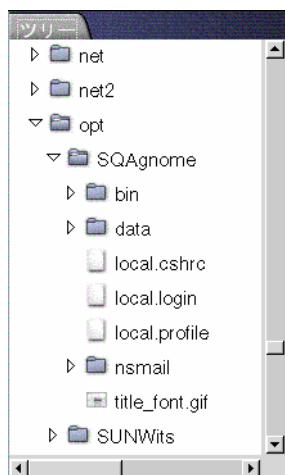 ツリー
net
net2
opt
SQAgnome
bin
data
local.cshrc
local.login
local.profile
nsmail
title_font.gif
SUNWits